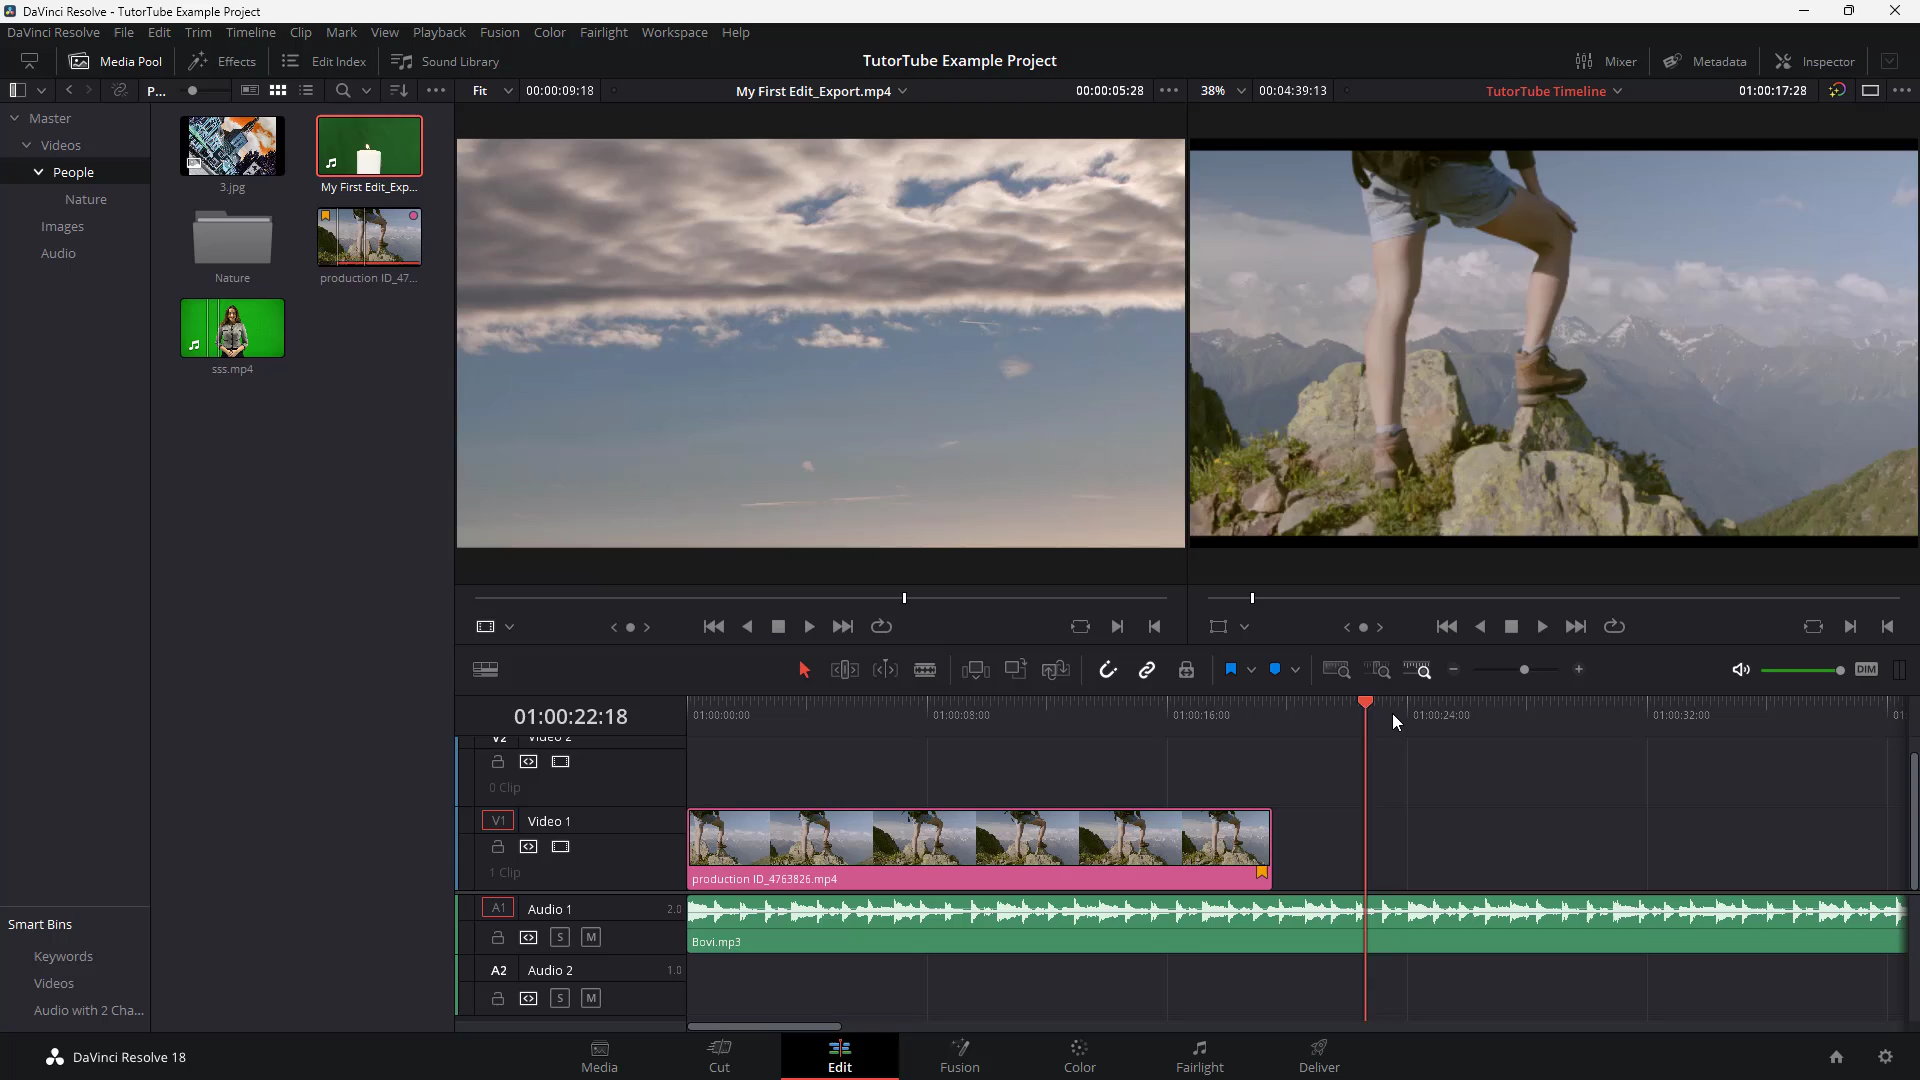 DaVinci Resolve - TutorTube Example Project
DaVinci Resolve File Edit Trim Timeline Clip Mark View Playback Fusion Color Fairlight Workspace Help
Media Pool Effects Edit Index Sound Library TutorTube Example Project Mixer Metadata Inspector
P... Fit 00:00:09:18 My First Edit_Export.mp4 00:00:05:28 38% 00:04:39:13 TutorTube Timeline 01:00:17:28
Master
Videos
People
Nature
Images
Audio
3.jpg
My First Edit_Exp...
Nature
production ID_47...
sss.mp4
DIM
01:00:22:18
01:00:00:00 01:00:08:00 01:00:16:00 01:00:24:00 01:00:32:00 01
V2 Video 2
0 Clip
V1 Video 1
1 Clip
production ID_4763826.mp4
A1 Audio 1 2.0
S M
Bovi.mp3
A2 Audio 2 1.0
S M
Smart Bins
Keywords
Videos
Audio with 2 Cha...
DaVinci Resolve 18
Media Cut Edit Fusion Color Fairlight Deliver